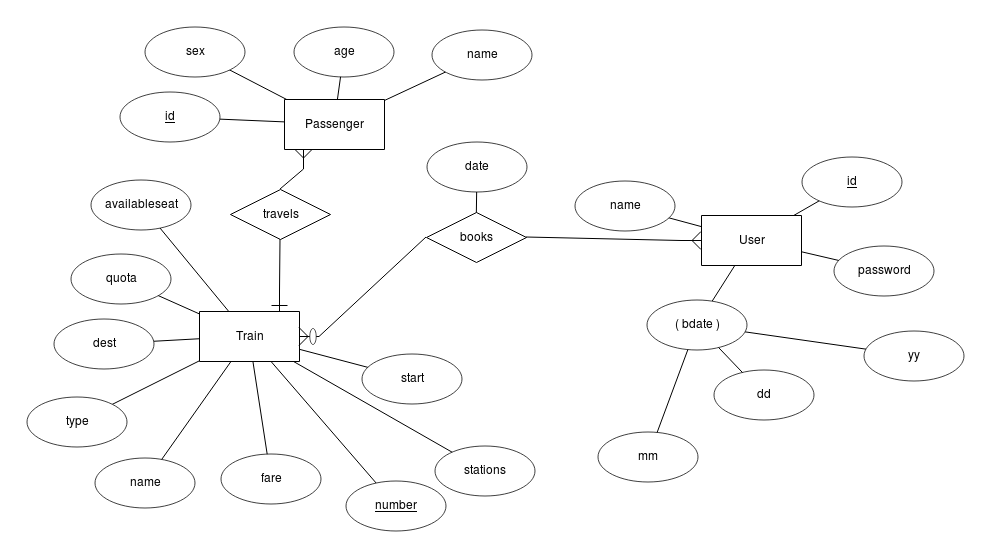 sex
age
name
id
Passenger
date
id
availableseat
travels
name
books
User
password
quota
Train
( bdate )
dest
yy
start
dd
type
mm
name
fare
stations
number